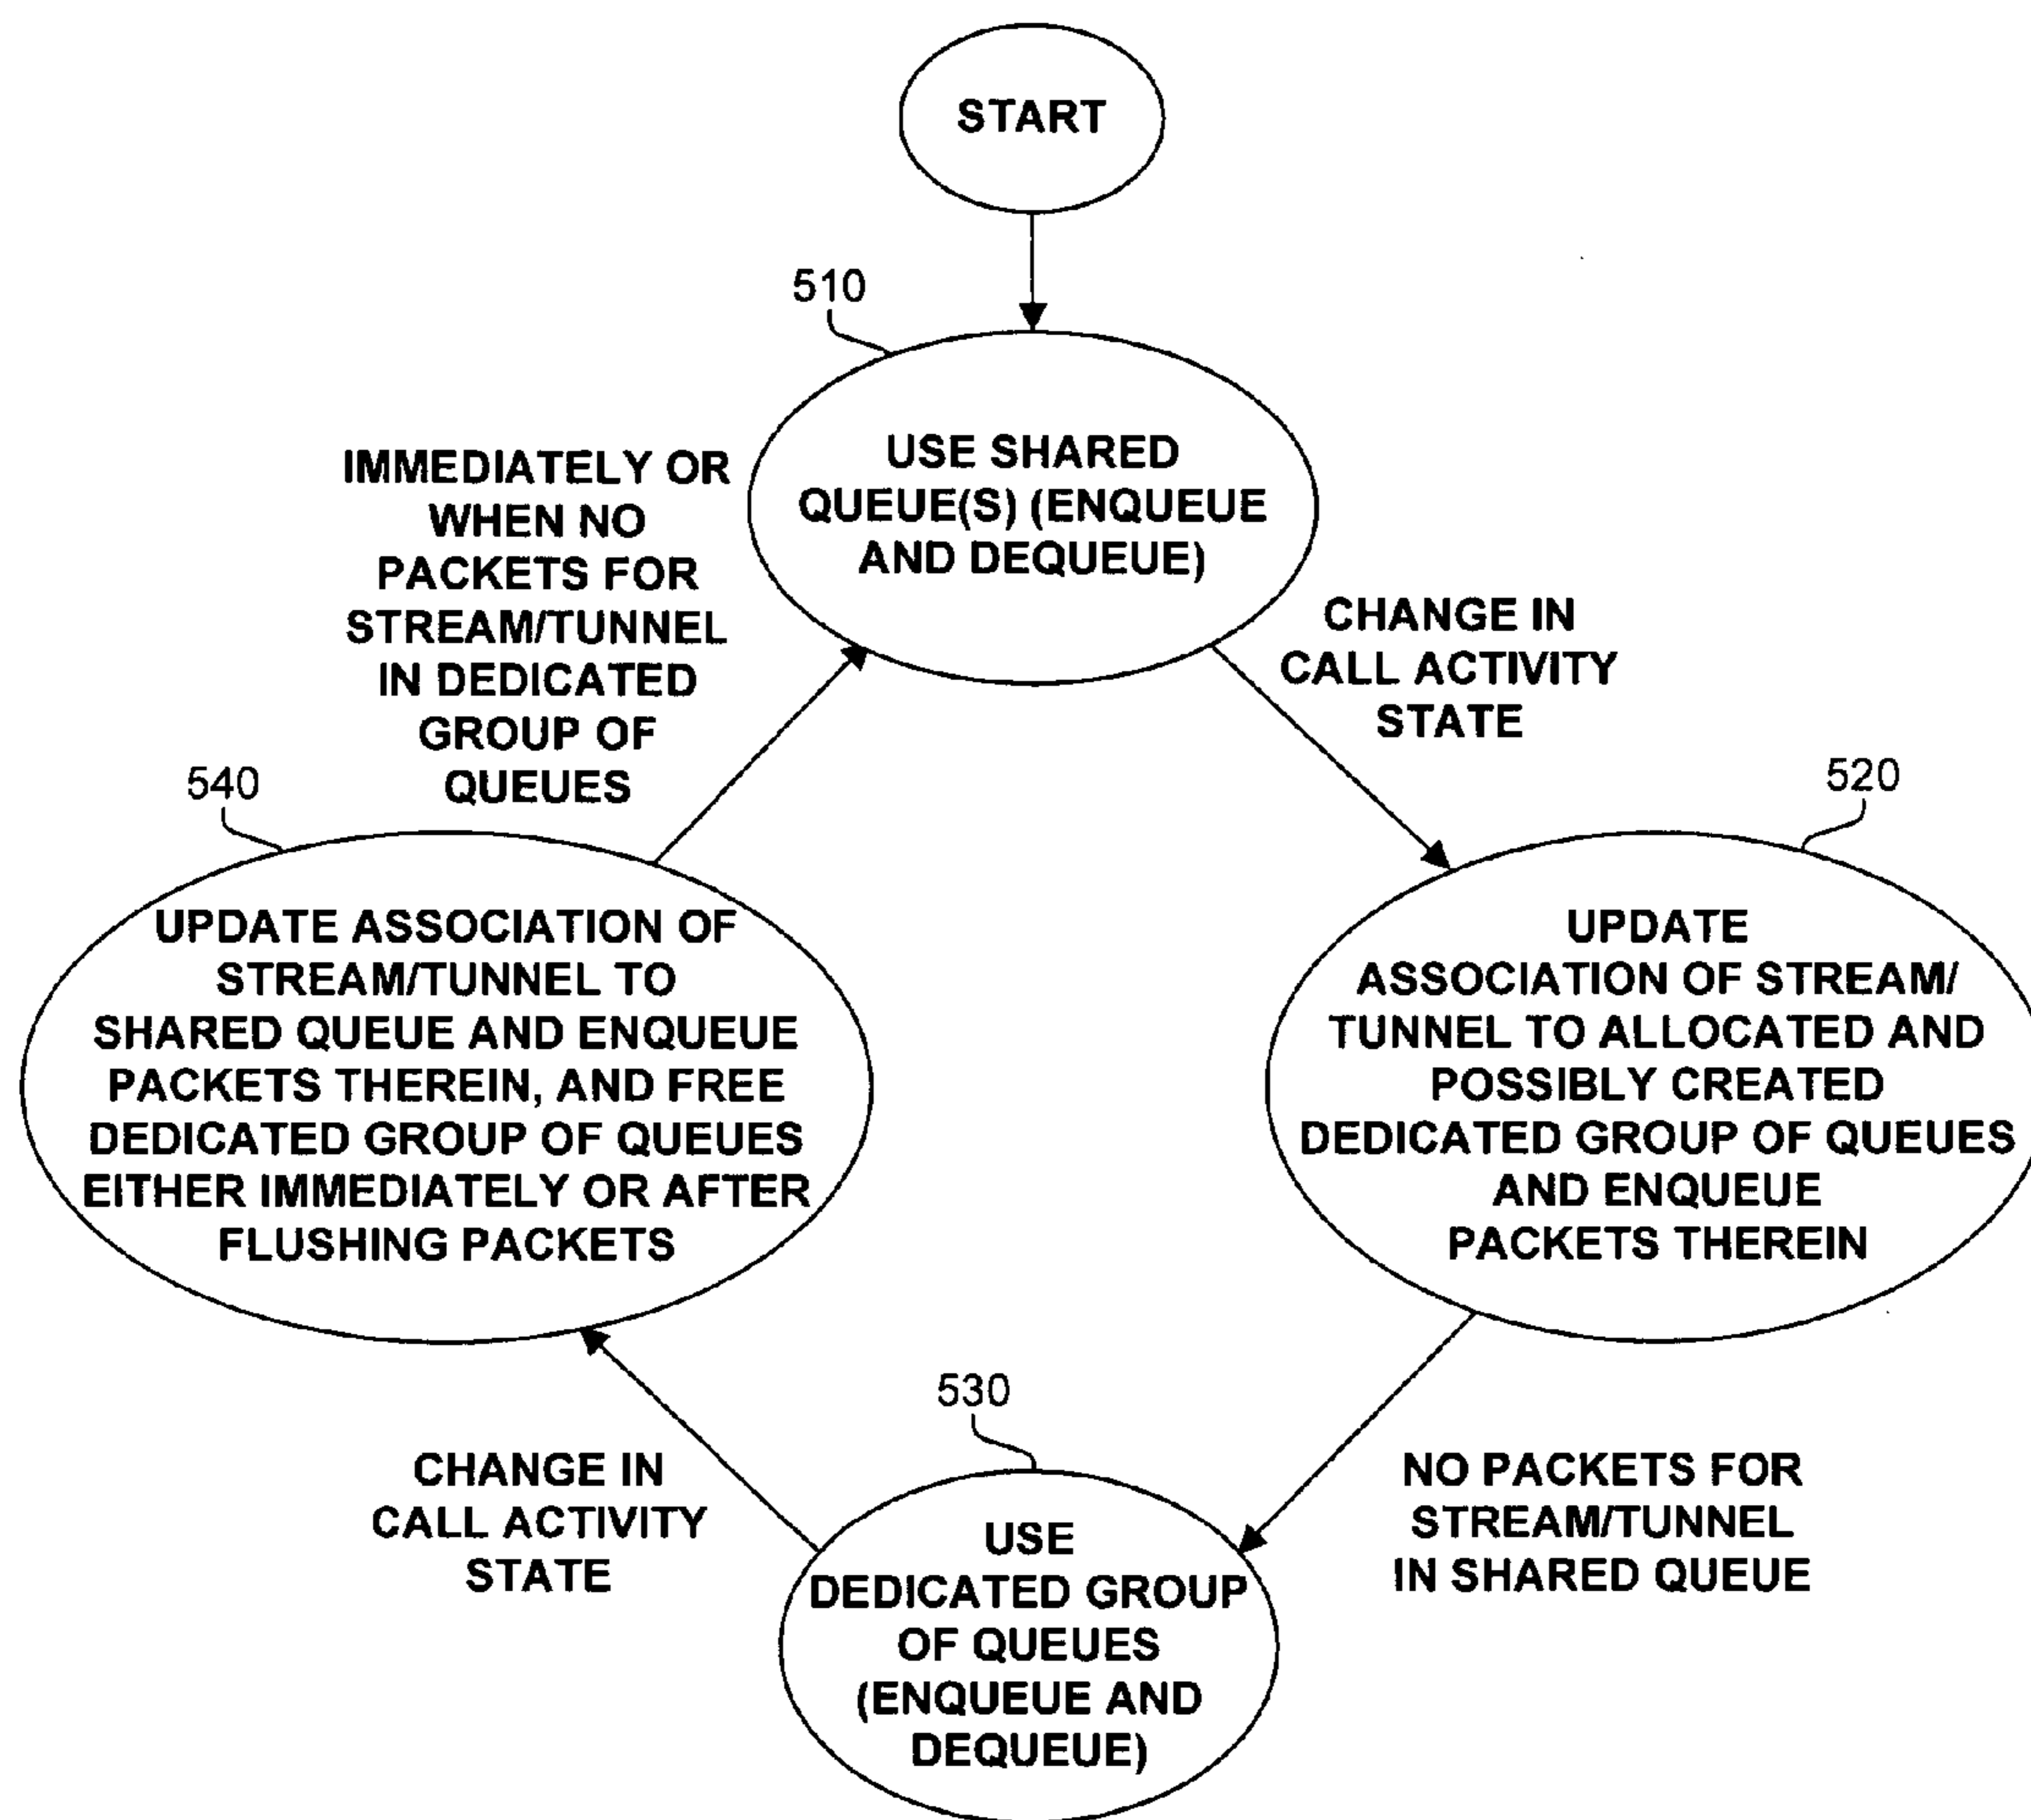 START
510
USE SHARED
QUEUE(S) (ENQUEUE
AND DEQUEUE)
IMMEDIATELY OR
WHEN NO
PACKETS FOR
STREAM/TUNNEL
IN DEDICATED
GROUP OF
QUEUES
CHANGE IN
CALL ACTIVITY
STATE
540
UPDATE ASSOCIATION OF
STREAM/TUNNEL TO
SHARED QUEUE AND ENQUEUE
PACKETS THEREIN, AND FREE
DEDICATED GROUP OF QUEUES
EITHER IMMEDIATELY OR AFTER
FLUSHING PACKETS
520
UPDATE
ASSOCIATION OF STREAM/
TUNNEL TO ALLOCATED AND
POSSIBLY CREATED
DEDICATED GROUP OF QUEUES
AND ENQUEUE
PACKETS THEREIN
CHANGE IN
CALL ACTIVITY
STATE
530
USE
DEDICATED GROUP
OF QUEUES
(ENQUEUE AND
DEQUEUE)
NO PACKETS FOR
STREAM/TUNNEL
IN SHARED QUEUE